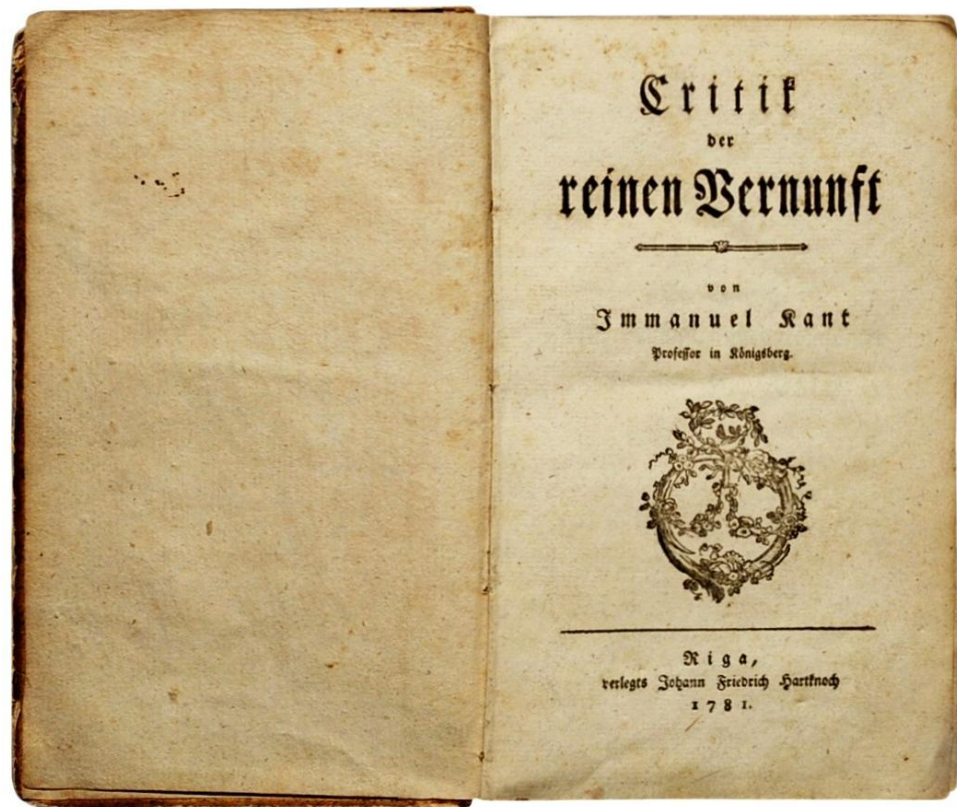 Critik
der
reinen Vernunft
von
Immanuel Kant
Professor in Königsberg.
Riga,
verlegts Johann Friedrich Hartknoch
1781.